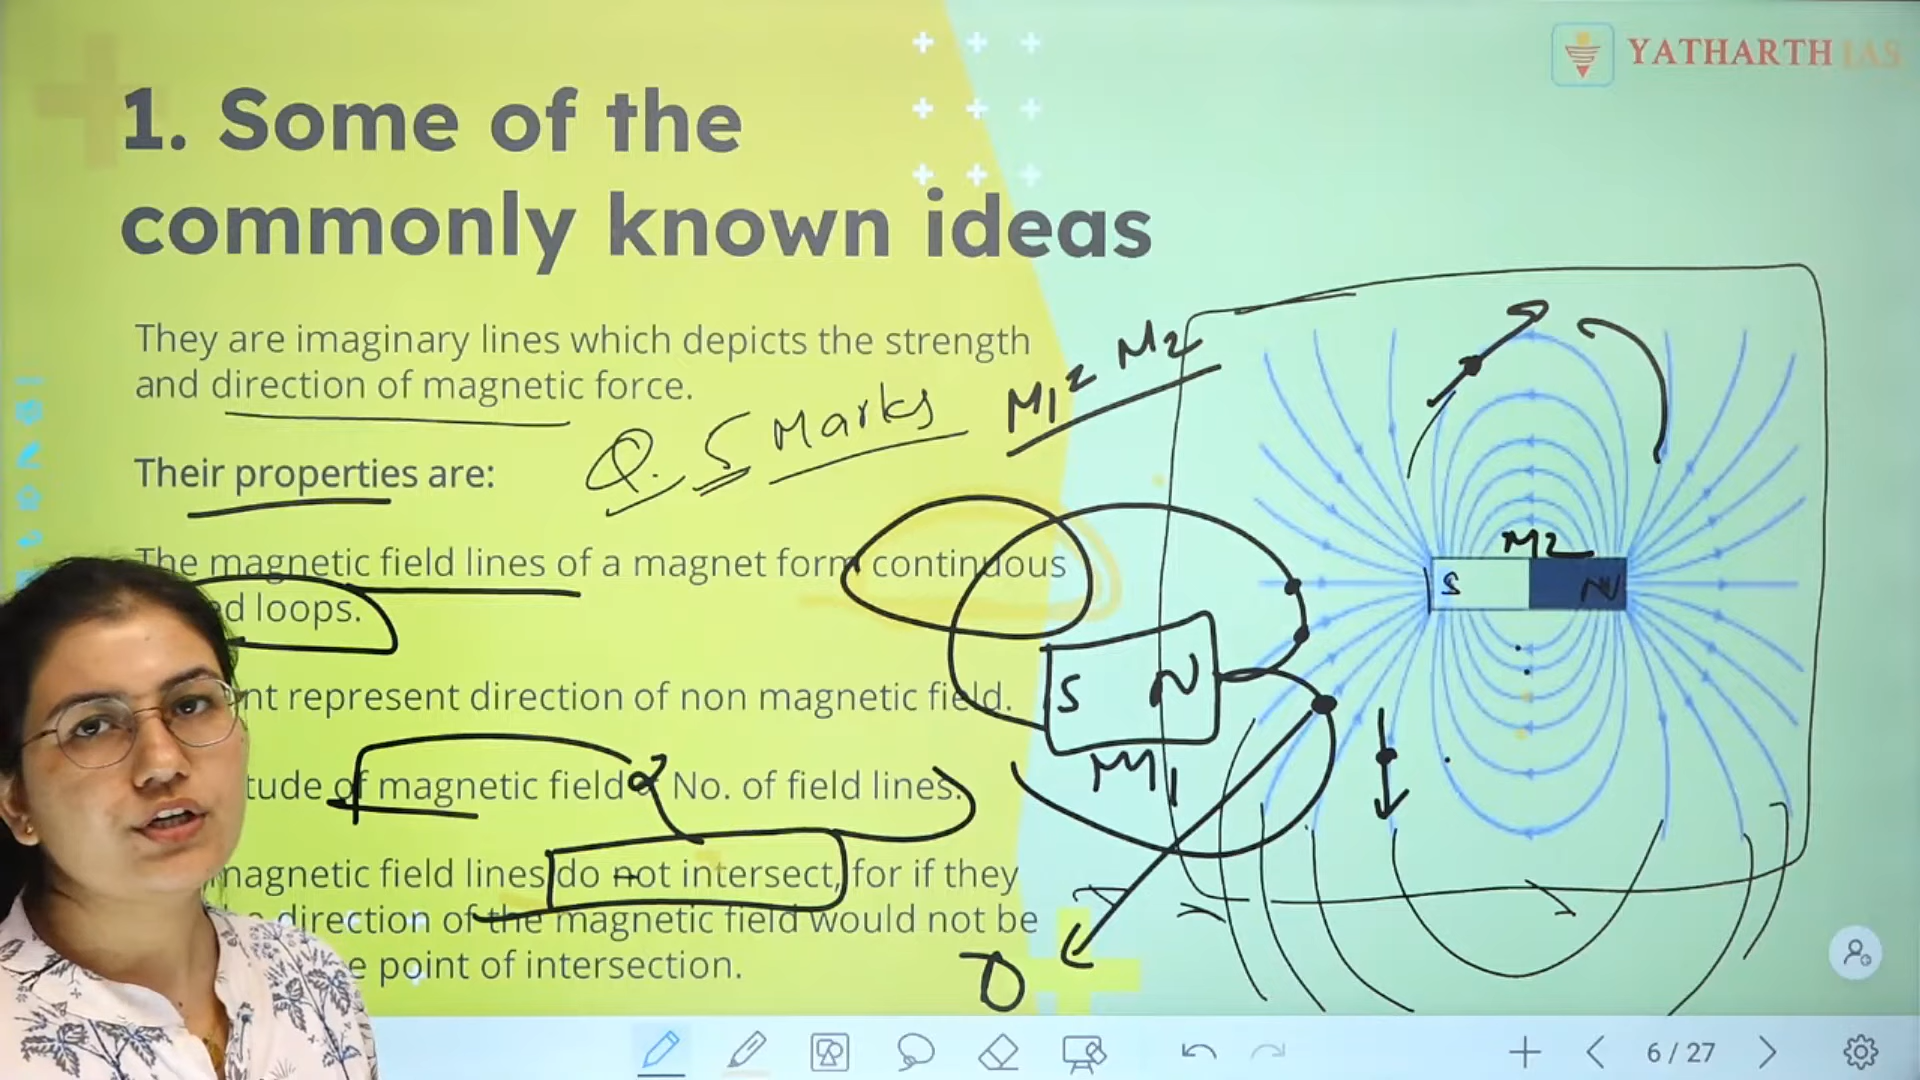 YATHARTH IAS
1. Some of the
commonly known ideas
They are imaginary lines which depicts the strength
and direction of magnetic force.
Q. 5 Marks
M1 M2
Their properties are:
The magnetic field lines of a magnet form continuous
d loops.
M2
S N
S N
M1
nt represent direction of non magnetic field.
tude of magnetic field ∝ No. of field lines.
magnetic field lines do not intersect, for if they
direction of the magnetic field would not be
e point of intersection.
6 / 27